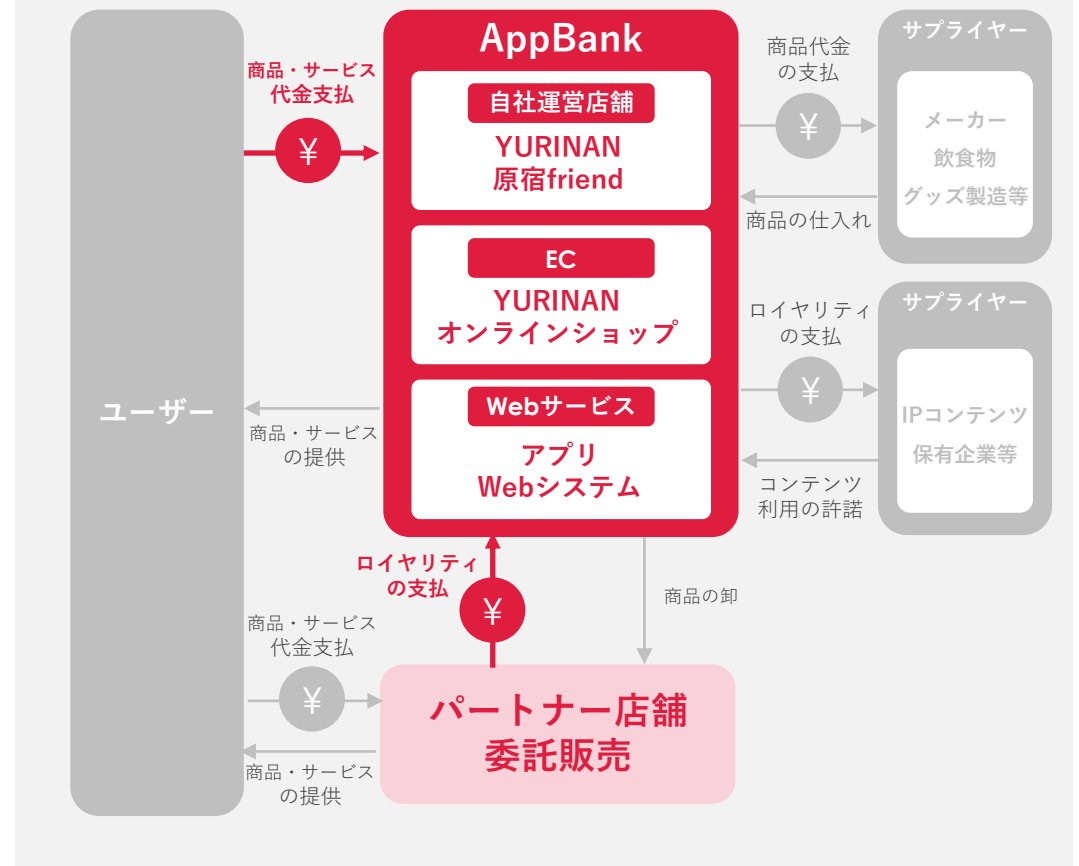 AppBank
サプライヤー
商品・サービス
代金支払
¥
自社運営店舗
YURINAN
原宿friend
商品代金
の支払
¥
メーカー
飲食物
グッズ製造等
商品の仕入れ
EC
YURINAN
オンラインショップ
サプライヤー
ロイヤリティ
の支払
¥
IPコンテンツ
保有企業等
コンテンツ
利用の許諾
ユーザー
商品・サービス
の提供
Webサービス
アプリ
Webシステム
ロイヤリティ
の支払
¥
商品の卸
商品・サービス
代金支払
¥
パートナー店舗
委託販売
商品・サービス
の提供